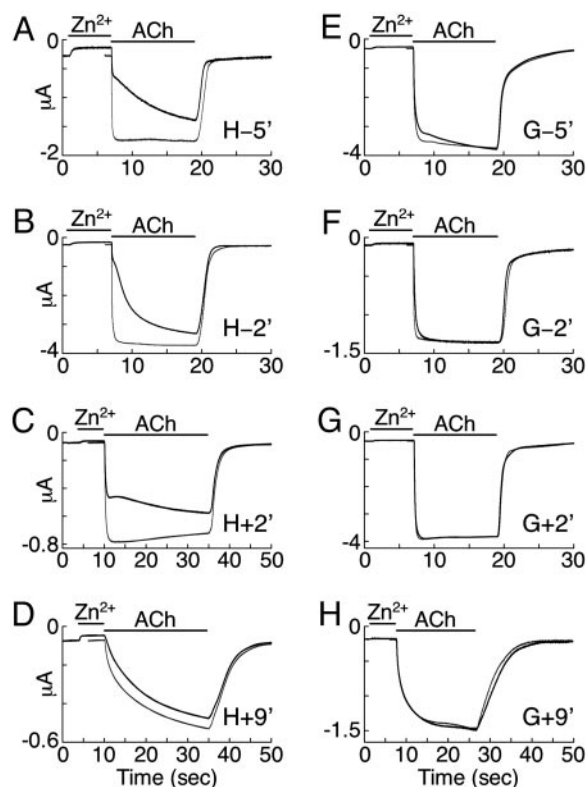 A
Zn2+
ACh
0
μA
-2
H−5'
0 10 20 30
E
Zn2+
ACh
0
-4
G−5'
0 10 20 30
B
Zn2+
ACh
0
μA
-4
H−2'
0 10 20 30
F
Zn2+
ACh
0
-1.5
G−2'
0 10 20 30
C
Zn2+
ACh
0
μA
-0.8
H+2'
0 10 20 30 40 50
G
Zn2+
ACh
0
-4
G+2'
0 10 20 30
D
Zn2+
ACh
0
μA
-0.6
H+9'
0 10 20 30 40 50
Time (sec)
H
Zn2+
ACh
0
-1.5
G+9'
0 10 20 30 40 50
Time (sec)